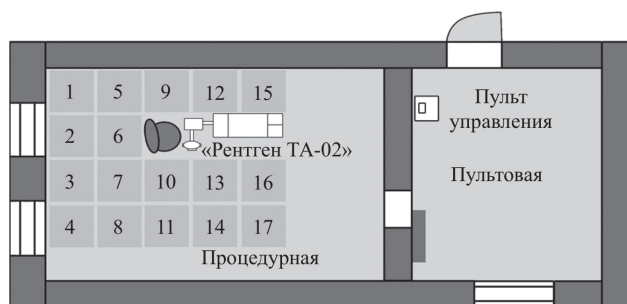 1 5 9 12 15
2 6
«Рентген ТА-02»
3 7 10 13 16
4 8 11 14 17
Процедурная
Пульт
управления
Пультовая